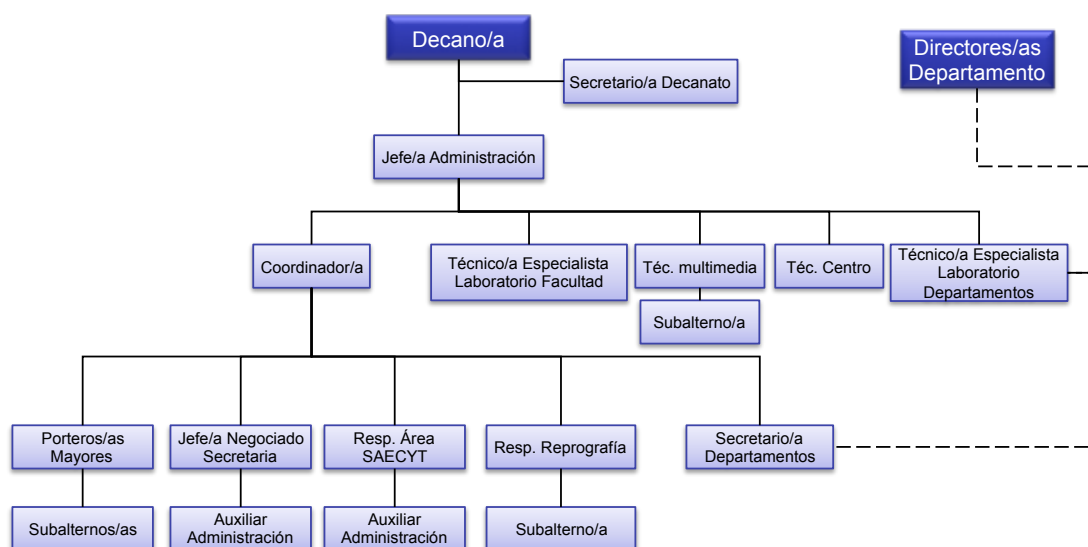 Decano/a
Directores/as
Departamento
Secretario/a Decanato
Jefe/a Administración
Coordinador/a
Técnico/a Especialista
Laboratorio Facultad
Téc. multimedia
Téc. Centro
Técnico/a Especialista
Laboratorio
Departamentos
Subalterno/a
Porteros/as
Mayores
Jefe/a Negociado
Secretaria
Resp. Área
SAECYT
Resp. Reprografía
Secretario/a
Departamentos
Subalternos/as
Auxiliar
Administración
Auxiliar
Administración
Subalterno/a